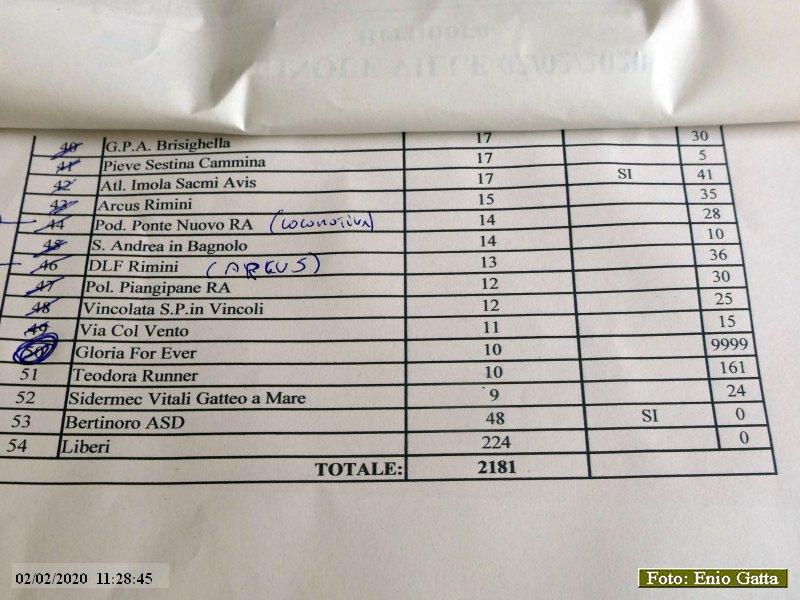 40 G.P.A. Brisighella 17 30
41 Pieve Sestina Cammina 17 5
42 Atl. Imola Sacmi Avis 17 SI 41
43 Arcus Rimini 15 35
44 Pod. Ponte Nuovo RA (LOCOMOTIVA) 14 28
45 S. Andrea in Bagnolo 14 10
46 DLF Rimini (ARCUS) 13 36
47 Pol. Piangipane RA 12 30
48 Vincolata S.P.in Vincoli 12 25
49 Via Col Vento 11 15
50 Gloria For Ever 10 9999
51 Teodora Runner 10 161
52 Sidermec Vitali Gatteo a Mare 9 24
53 Bertinoro ASD 48 SI 0
54 Liberi 224 0
TOTALE: 2181
02/02/2020 11:28:45
Foto: Enio Gatta